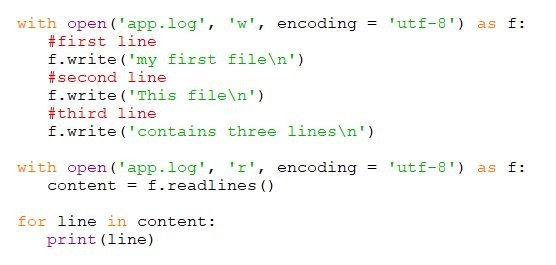 with open('app.log', 'w', encoding = 'utf-8') as f:
#first line
f.write('my first file\n')
#second line
f.write('This file\n')
#third line
f.write('contains three lines\n')
with open('app.log', 'r', encoding = 'utf-8') as f:
content = f.readlines()
for line in content:
print(line)